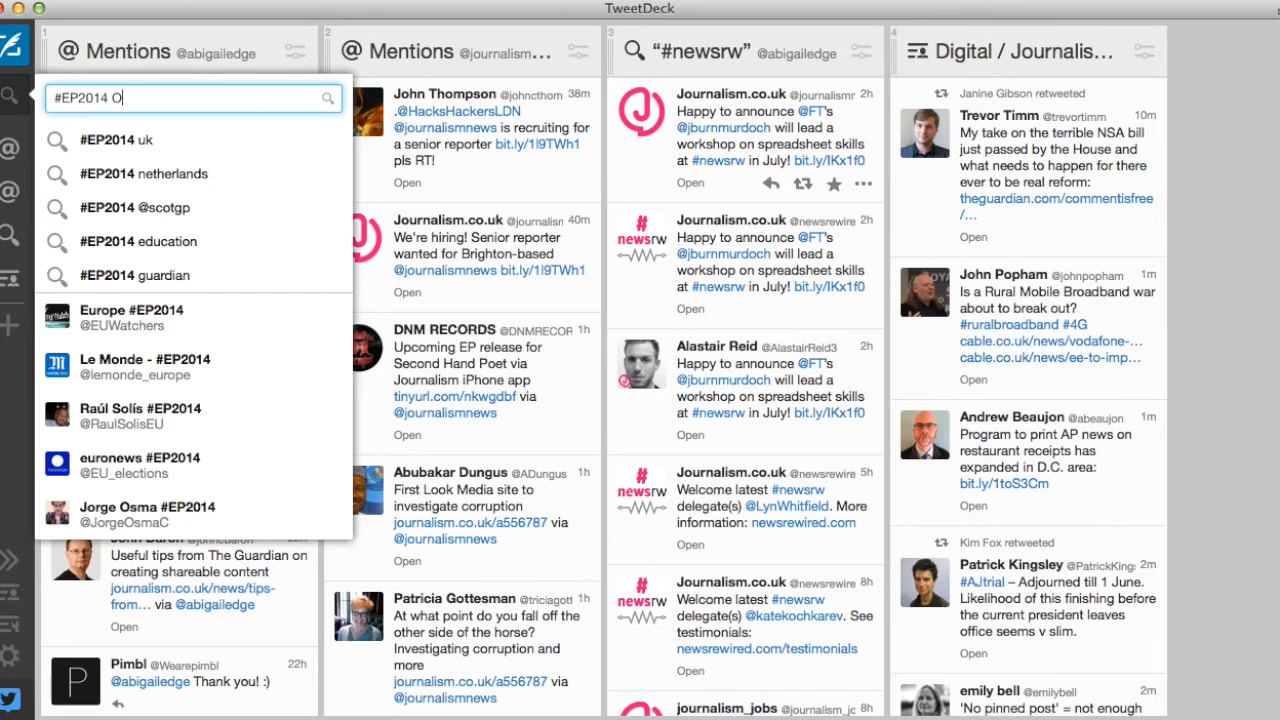 TweetDeck
1
@ Mentions @abigailedge
#EP2014 O
#EP2014 uk
#EP2014 netherlands
#EP2014 @scotgp
#EP2014 education
#EP2014 guardian
Europe #EP2014
@EUWatchers
Le Monde - #EP2014
@lemonde_europe
Raúl Solís #EP2014
@RaulSolisEU
euronews #EP2014
@EU_elections
Jorge Osma #EP2014
@JorgeOsmaC
Useful tips from The Guardian on
creating shareable content
journalism.co.uk/news/tips-
from… via @abigailedge
Open
P
Pimbl @Wearepimbl 22h
@abigailedge Thank you! :)
2
@ Mentions @journalism…
John Thompson @johncthom 38m
.@HacksHackersLDN
@journalismnews is recruiting for
a senior reporter bit.ly/1l9TWh1
pls RT!
Open
Journalism.co.uk @journalisn 40m
We're hiring! Senior reporter
wanted for Brighton-based
@journalismnews bit.ly/1l9TWh1
Open
DNM RECORDS @DNMRECOR 1h
Upcoming EP release for
Second Hand Poet via
Journalism iPhone app
tinyurl.com/nkwgdbf via
@journalismnews
Open
Abubakar Dungus @ADungus 1h
First Look Media site to
investigate corruption
journalism.co.uk/a556787 via
@journalismnews
Open
Patricia Gottesman @triciagott 1h
At what point do you fall off the
other side of the horse?
Investigating corruption and
more
journalism.co.uk/a556787 via
@journalismnews
3
"#newsrw" @abigailedge
Journalism.co.uk @journalismr 2h
Happy to announce @FT's
@jburnmurdoch will lead a
workshop on spreadsheet skills
at #newsrw in July! bit.ly/IKx1f0
Open
#
newsrw
Journalism.co.uk @newsrewire 2h
Happy to announce @FT's
@jburnmurdoch will lead a
workshop on spreadsheet skills
at #newsrw in July! bit.ly/IKx1f0
Open
Alastair Reid @AlastairReid3 2h
Happy to announce @FT's
@jburnmurdoch will lead a
workshop on spreadsheet skills
at #newsrw in July! bit.ly/IKx1f0
Open
#
newsrw
Journalism.co.uk @newsrewire 5h
Welcome latest #newsrw
delegate(s) @LynWhitfield. More
information: newsrewired.com
Open
#
newsrw
Journalism.co.uk @newsrewire 8h
Welcome latest #newsrw
delegate(s) @katekochkarev. See
testimonials:
newsrewired.com/testimonials
Open
journalism_jobs @journalism_jc 8h
4
Digital / Journalis…
Janine Gibson retweeted
Trevor Timm @trevortimm 10m
My take on the terrible NSA bill
just passed by the House and
what needs to happen for there
ever to be real reform:
theguardian.com/commentisfree
/…
Open
John Popham @johnpopham 1m
Is a Rural Mobile Broadband war
about to break out?
#ruralbroadband #4G
cable.co.uk/news/vodafone-…
cable.co.uk/news/ee-to-imp…
Open
Andrew Beaujon @abeaujon 1m
Program to print AP news on
restaurant receipts has
expanded in D.C. area:
bit.ly/1toS3Cm
Open
Kim Fox retweeted
Patrick Kingsley @PatrickKing: 2m
#AJtrial – Adjourned till 1 June.
Likelihood of this finishing before
the current president leaves
office seems v slim.
Open
emily bell @emilybell 2m
'No pinned post' = not enough